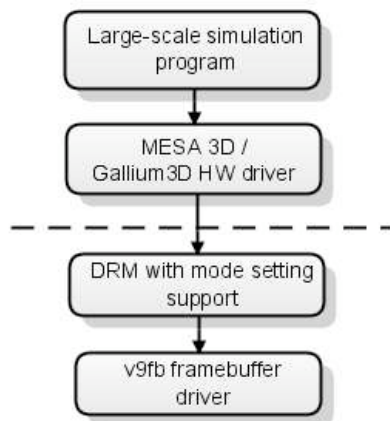 Large-scale simulation
program
MESA 3D /
Gallium3D HW driver
DRM with mode setting
support
v9fb framebuffer
driver